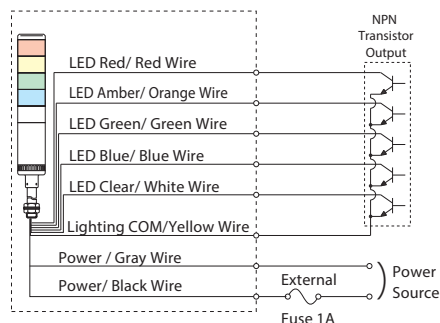 NPN
Transistor
Output
LED Red/ Red Wire
LED Amber/ Orange Wire
LED Green/ Green Wire
LED Blue/ Blue Wire
LED Clear/ White Wire
Lighting COM/Yellow Wire
Power / Gray Wire
Power/ Black Wire
External
Fuse 1A
Power
Source